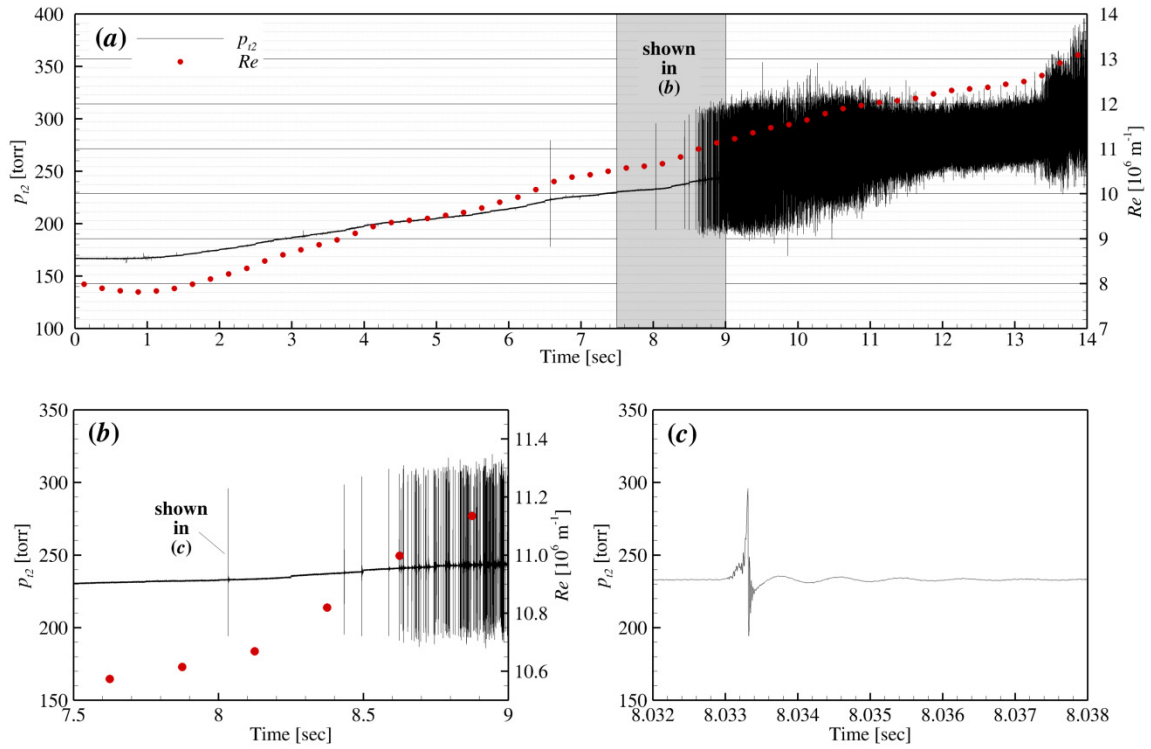 (a)
p_t2
Re
shown
in
(b)
400
350
300
250
200
150
100
p_t2 [torr]
14
13
12
11
10
9
8
7
Re [10^6 m^-1]
0 1 2 3 4 5 6 7 8 9 10 11 12 13 14
Time [sec]
(b)
shown
in
(c)
350
300
250
200
150
p_t2 [torr]
11.4
11.2
11.0
10.8
10.6
Re [10^6 m^-1]
7.5 8 8.5 9
Time [sec]
(c)
350
300
250
200
150
p_t2 [torr]
8.032 8.033 8.034 8.035 8.036 8.037 8.038
Time [sec]